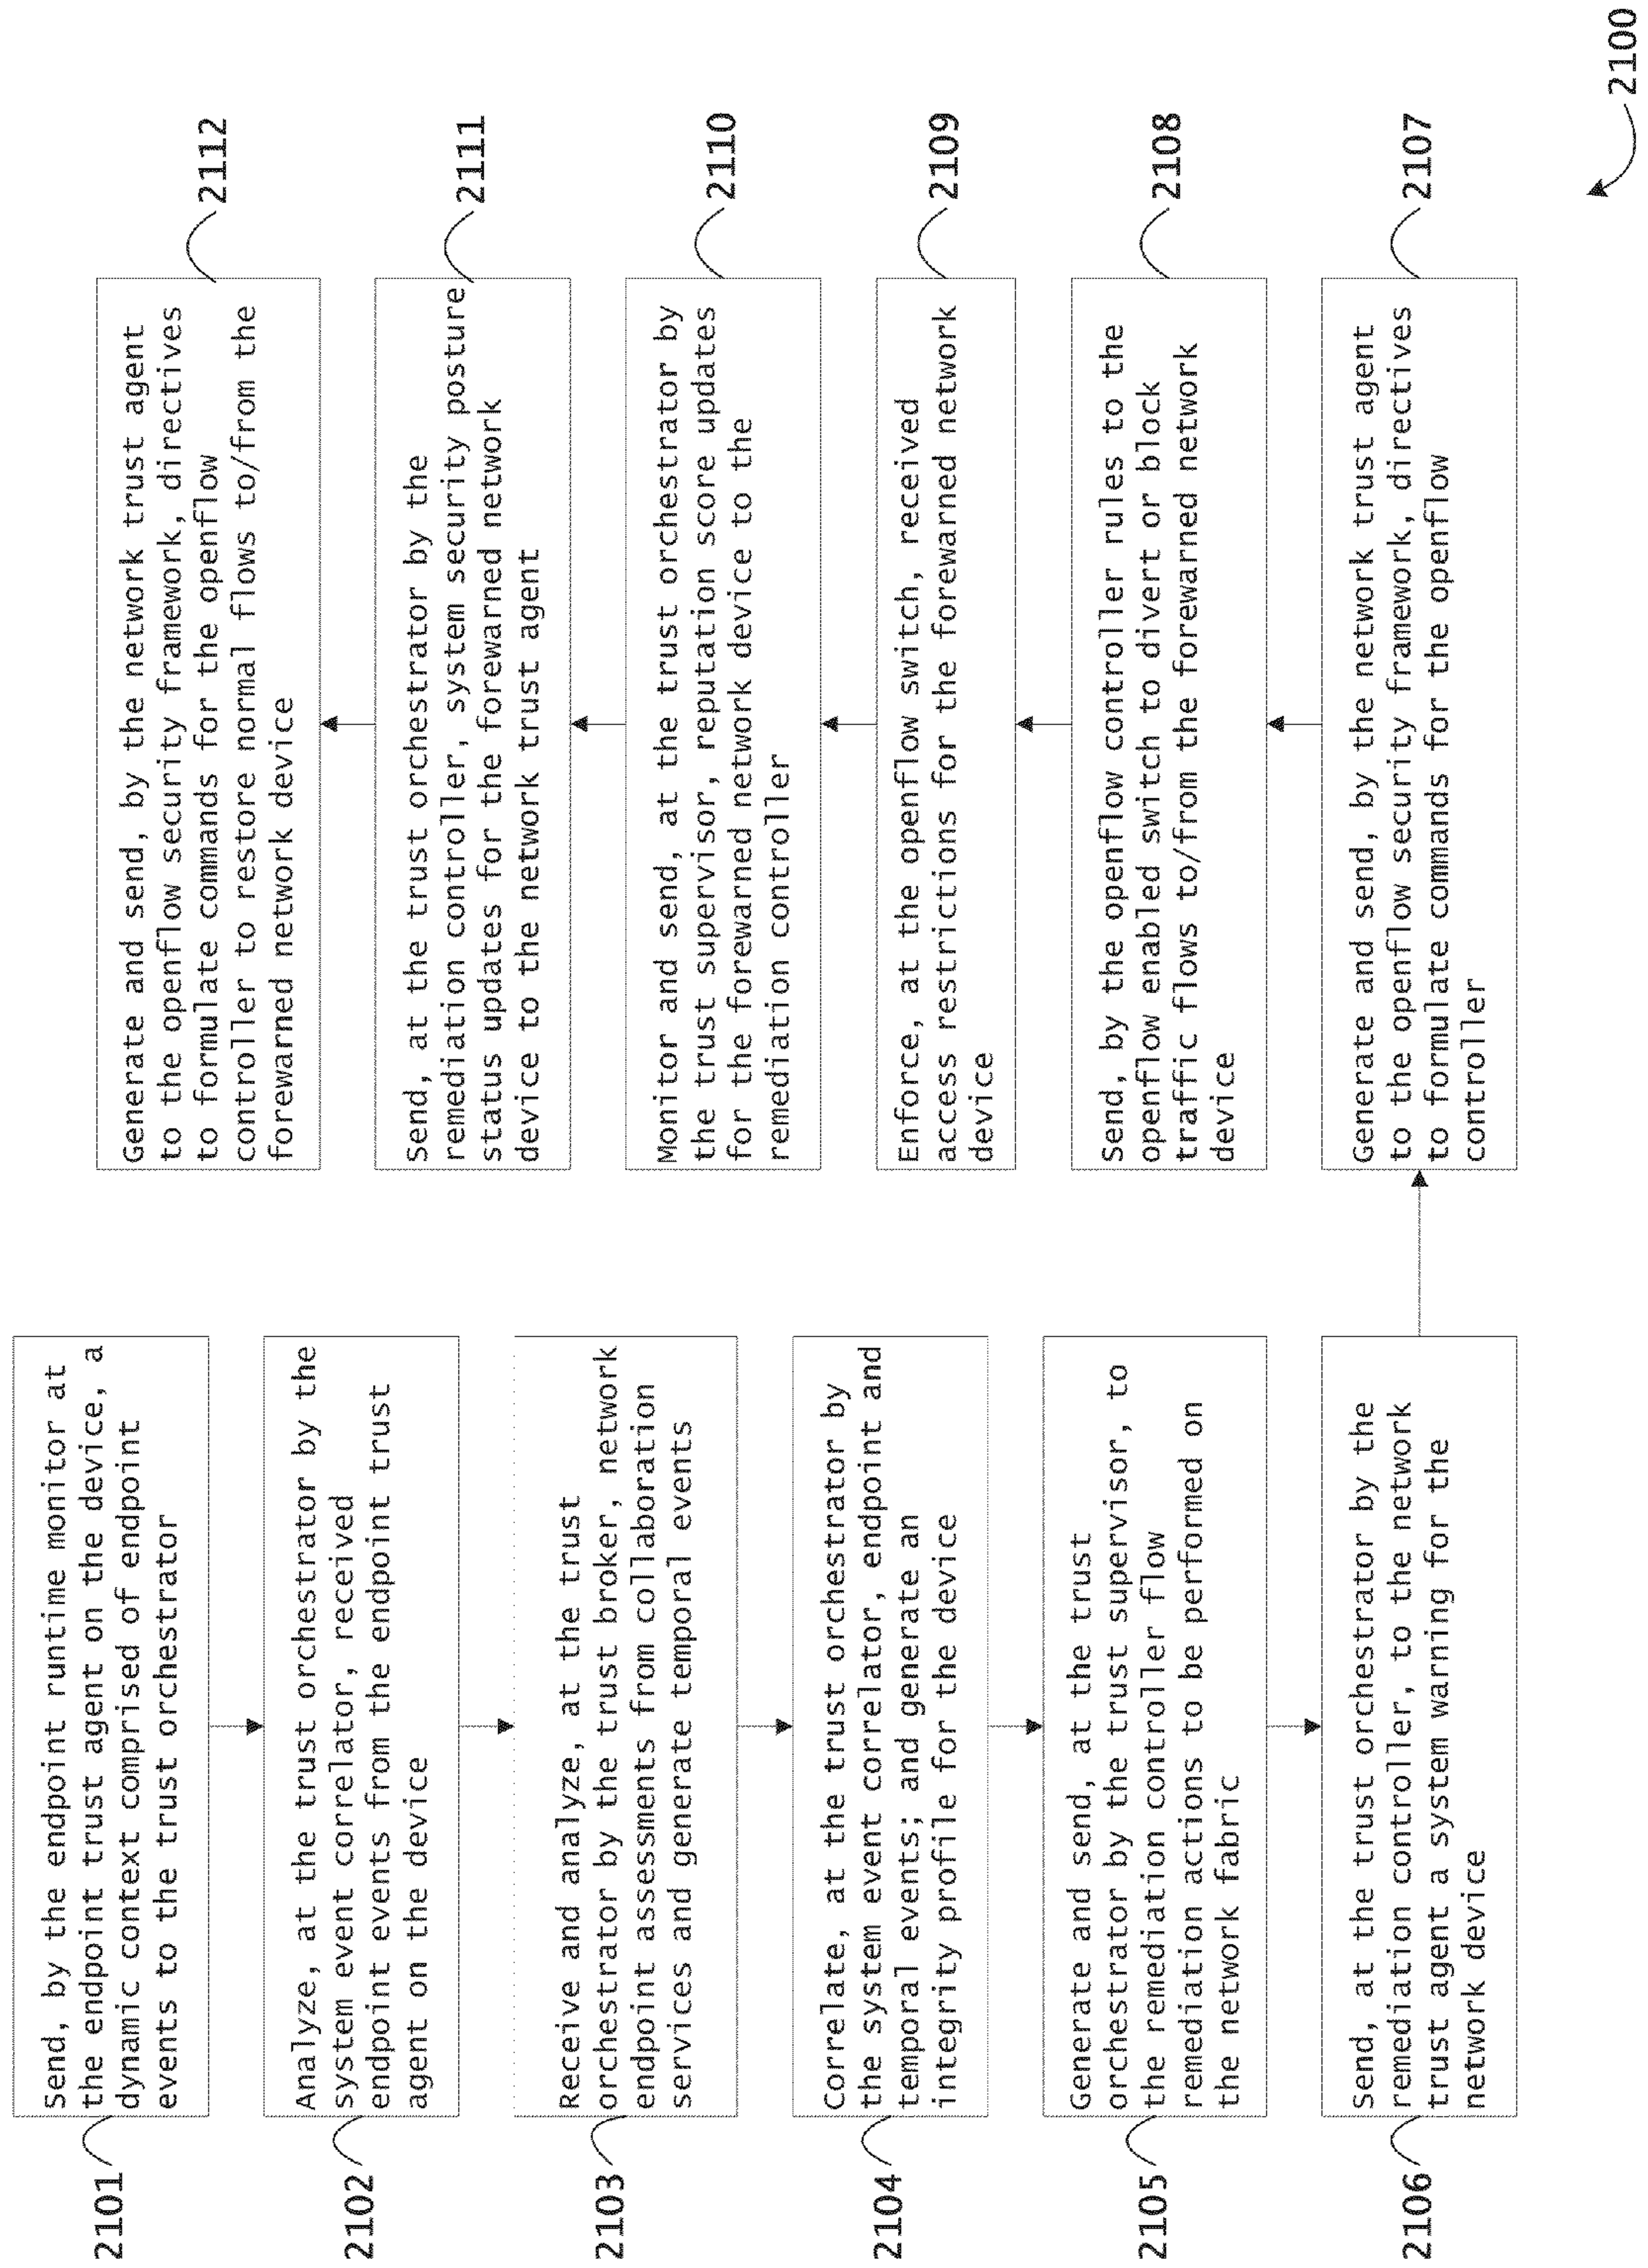 2101
Send, by the endpoint runtime monitor at
the endpoint trust agent on the device, a
dynamic context comprised of endpoint
events to the trust orchestrator
2102
Analyze, at the trust orchestrator by the
system event correlator, received
endpoint events from the endpoint trust
agent on the device
2103
Receive and analyze, at the trust
orchestrator by the trust broker, network
endpoint assessments from collaboration
services and generate temporal events
2104
Correlate, at the trust orchestrator by
the system event correlator, endpoint and
temporal events; and generate an
integrity profile for the device
2105
Generate and send, at the trust
orchestrator by the trust supervisor, to
the remediation controller flow
remediation actions to be performed on
the network fabric
2106
Send, at the trust orchestrator by the
remediation controller, to the network
trust agent a system warning for the
network device
2107
Generate and send, by the network trust agent
to the openflow security framework, directives
to formulate commands for the openflow
controller
2108
Send, by the openflow controller rules to the
openflow enabled switch to divert or block
traffic flows to/from the forewarned network
device
2109
Enforce, at the openflow switch, received
access restrictions for the forewarned network
device
2110
Monitor and send, at the trust orchestrator by
the trust supervisor, reputation score updates
for the forewarned network device to the
remediation controller
2111
Send, at the trust orchestrator by the
remediation controller, system security posture
status updates for the forewarned network
device to the network trust agent
2112
Generate and send, by the network trust agent
to the openflow security framework, directives
to formulate commands for the openflow
controller to restore normal flows to/from the
forewarned network device
2100